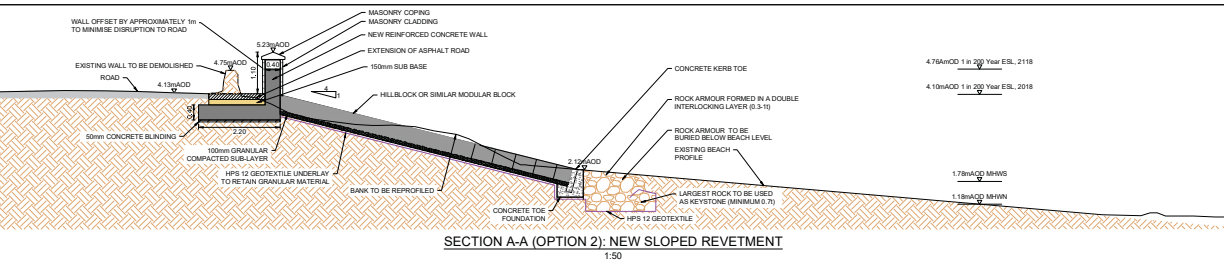 WALL OFFSET BY APPROXIMATELY 1m
TO MINIMISE DISRUPTION TO ROAD
MASONRY COPING
MASONRY CLADDING
NEW REINFORCED CONCRETE WALL
EXTENSION OF ASPHALT ROAD
150mm SUB BASE
5.23mAOD
EXISTING WALL TO BE DEMOLISHED
4.75mAOD
ROAD
4.13mAOD
1.10
0.40
4
1
HILLBLOCK OR SIMILAR MODULAR BLOCK
CONCRETE KERB TOE
ROCK ARMOUR FORMED IN A DOUBLE
INTERLOCKING LAYER (0.3-1t)
ROCK ARMOUR TO BE
BURIED BELOW BEACH LEVEL
EXISTING BEACH
PROFILE
4.76AmOD 1 in 200 Year ESL, 2118
4.10mAOD 1 in 200 Year ESL, 2018
0.40
2.20
50mm CONCRETE BLINDING
100mm GRANULAR
COMPACTED SUB-LAYER
HPS 12 GEOTEXTILE UNDERLAY
TO RETAIN GRANULAR MATERIAL
BANK TO BE REPROFILED
2.12mAOD
CONCRETE TOE
FOUNDATION
LARGEST ROCK TO BE USED
AS KEYSTONE (MINIMUM 0.7t)
HPS 12 GEOTEXTILE
1.78mAOD MHWS
1.18mAOD MHWN
SECTION A-A (OPTION 2): NEW SLOPED REVETMENT
1:50